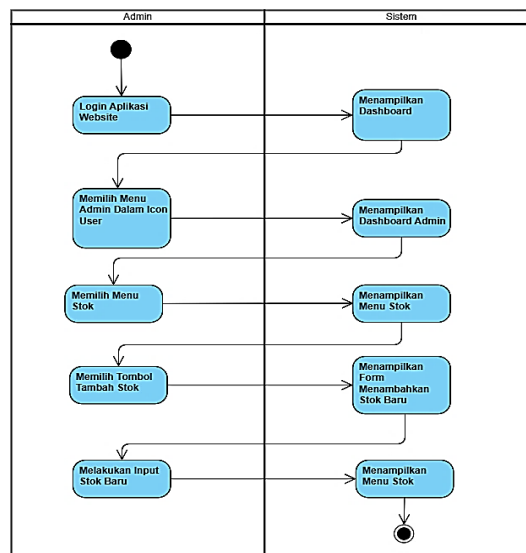 Admin
Sistem
Login Aplikasi
Website
Menampilkan
Dashboard
Memilih Menu
Admin Dalam Icon
User
Menampilkan
Dashboard Admin
Memilih Menu
Stok
Menampilkan
Menu Stok
Memilih Tombol
Tambah Stok
Menampilkan
Form
Menambahkan
Stok Baru
Melakukan Input
Stok Baru
Menampilkan
Menu Stok